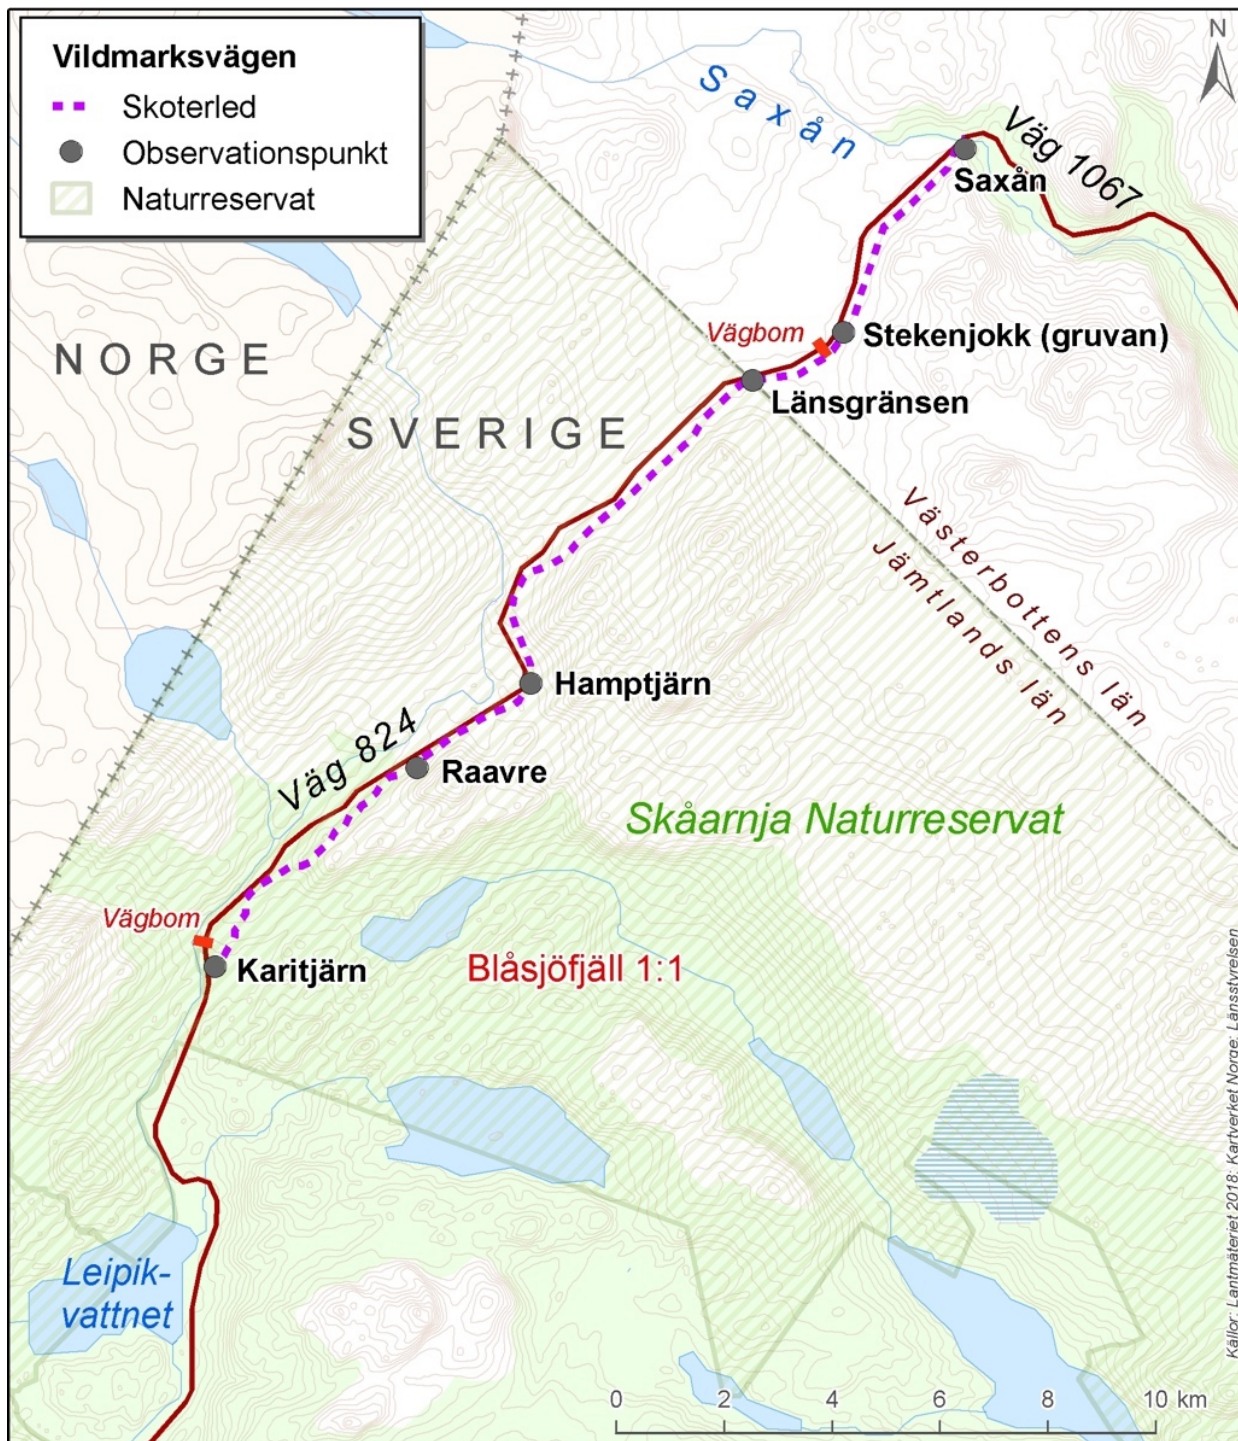 Vildmarksvägen
Skoterled
Observationspunkt
Naturreservat
N
Saxån
Väg 1067
Saxån
Vägbom
Stekenjokk (gruvan)
Länsgränsen
NORGE
SVERIGE
Västerbottens län
Jämtlands län
Hamptjärn
Väg 824
Raavre
Skåarnja Naturreservat
Vägbom
Karitjärn
Blåsjöfjäll 1:1
Leipik-
vattnet
0 2 4 6 8 10 km
Källor: Lantmäteriet 2018; Kartverket Norge; Länsstyrelsen